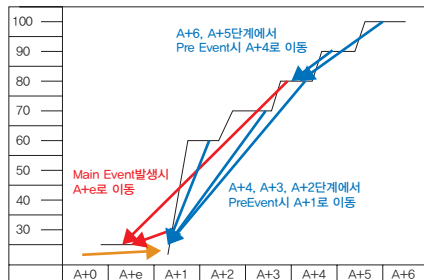 100
90
80
70
60
50
40
30
A+6, A+5단계에서
Pre Event시 A+4로 이동
Main Event발생시
A+e로 이동
A+4, A+3, A+2단계에서
PreEvent시 A+1로 이동
A+0 A+e A+1 A+2 A+3 A+4 A+5 A+6